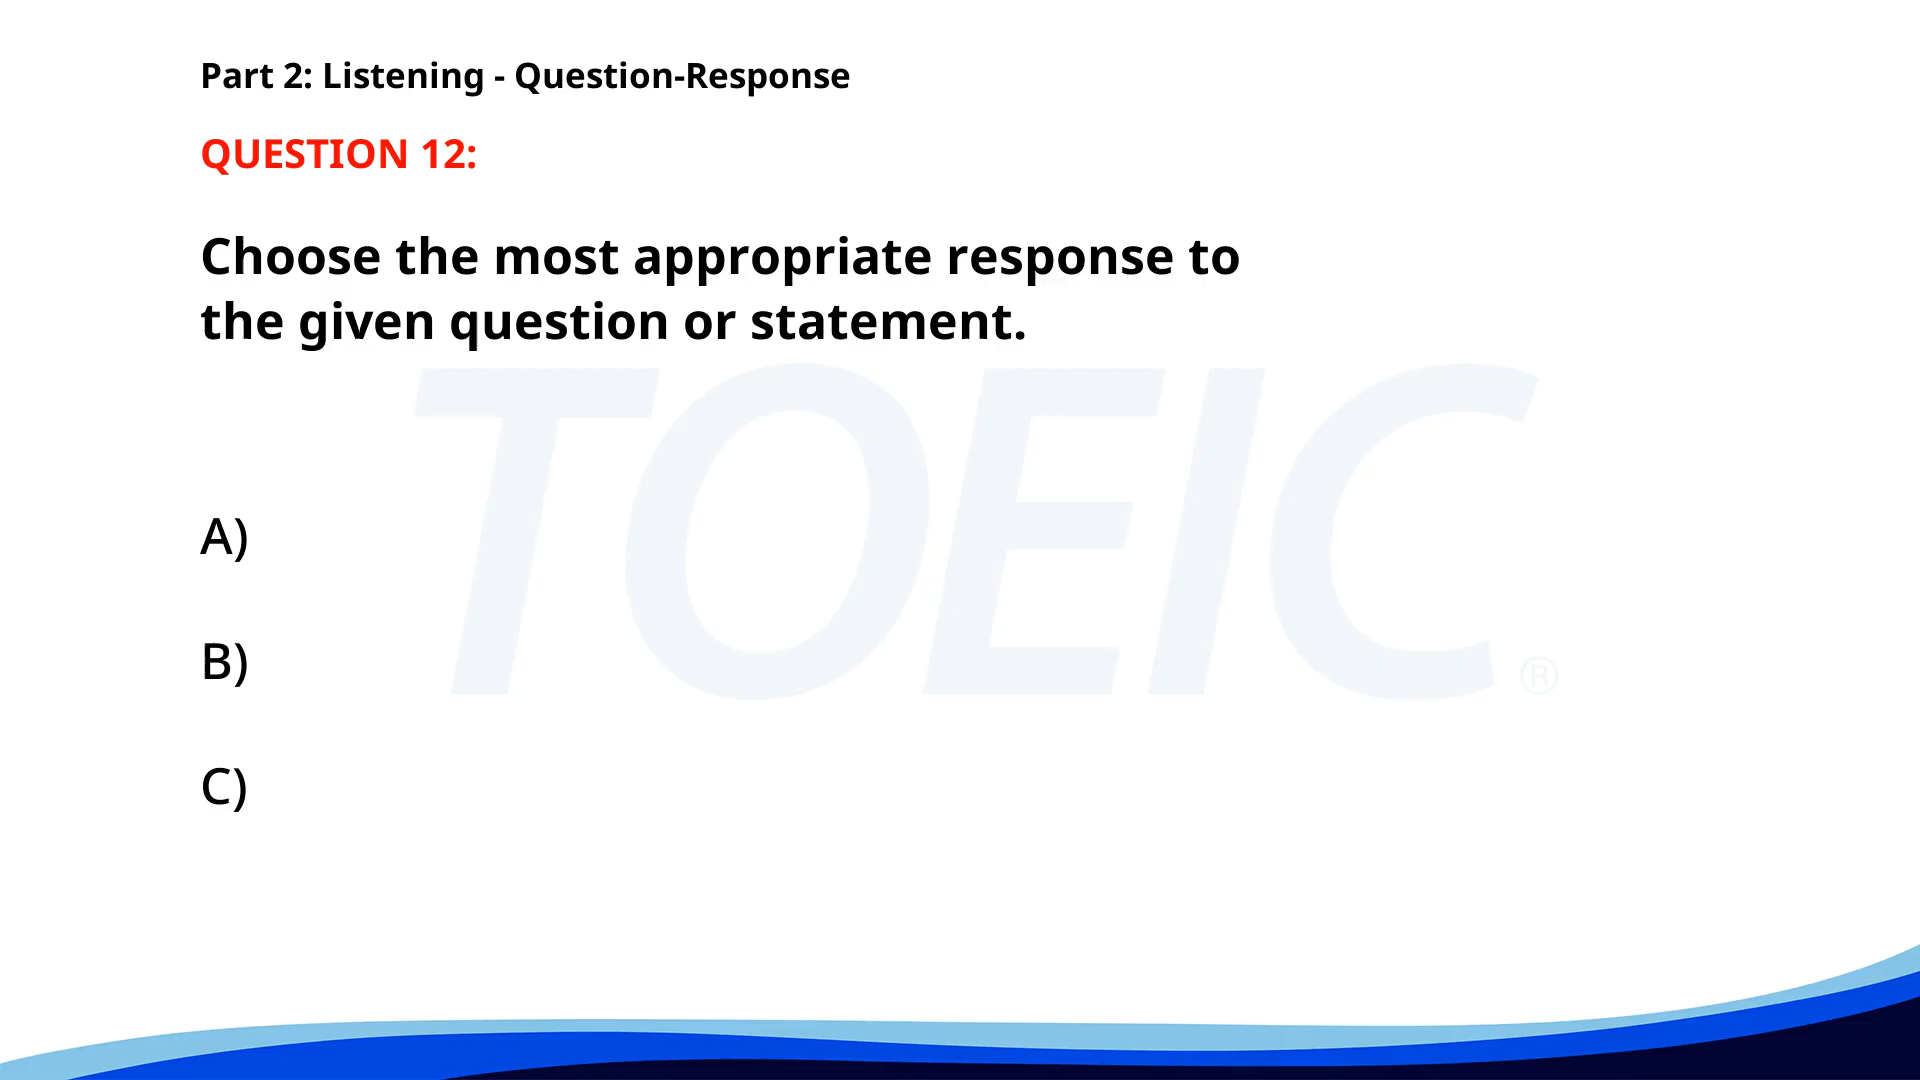 Part 2: Listening - Question-Response
QUESTION 12:
Choose the most appropriate response to
the given question or statement.
TOEIC®
A)
B)
C)